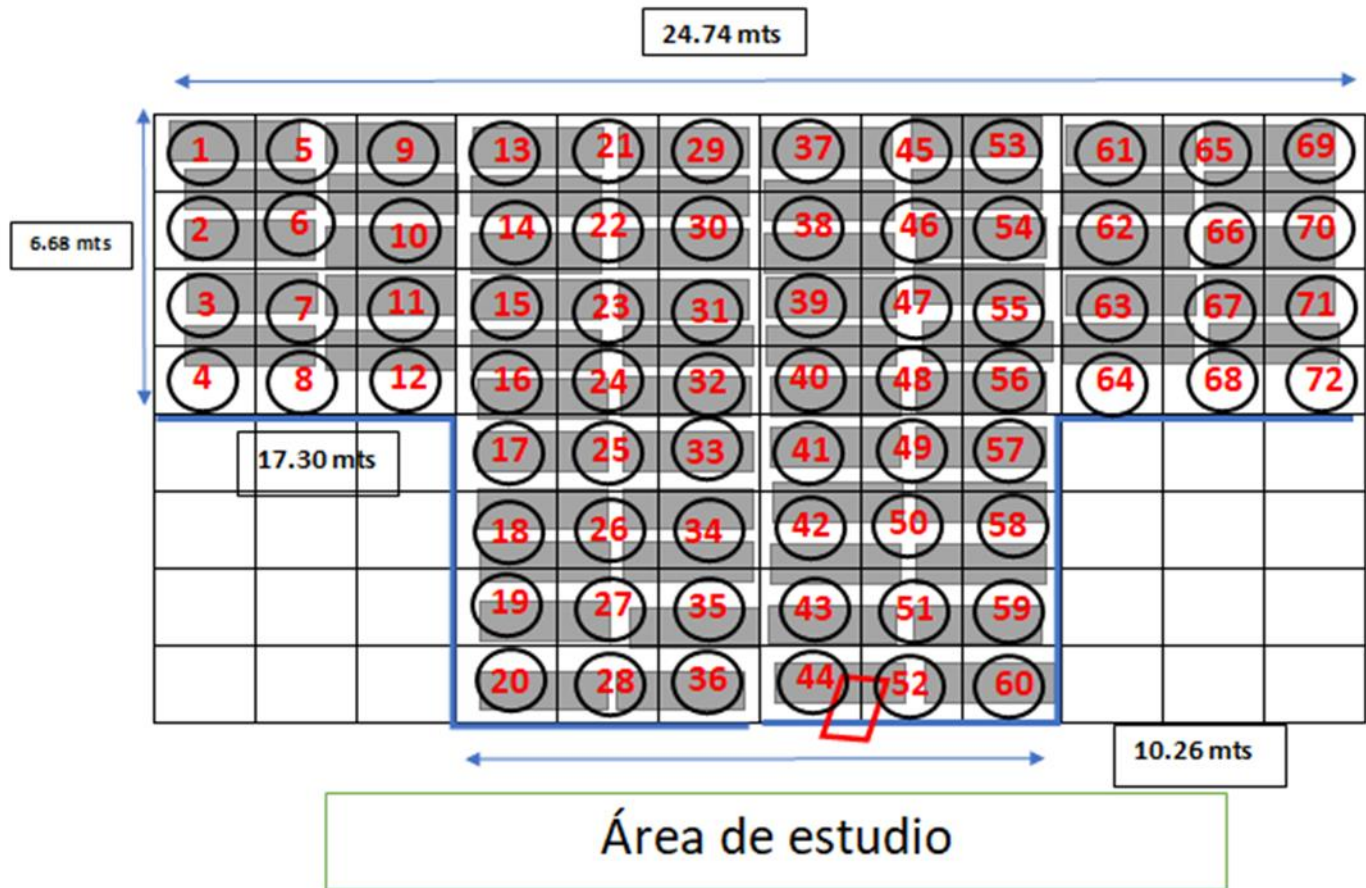 24.74 mts
1 5 9 13 21 29 37 45 53 61 65 69
6.68 mts
2 6 10 14 22 30 38 46 54 62 66 70
3 7 11 15 23 31 39 47 55 63 67 71
4 8 12 16 24 32 40 48 56 64 68 72
17.30 mts
17 25 33 41 49 57
18 26 34 42 50 58
19 27 35 43 51 59
20 28 36 44 52 60
10.26 mts
Área de estudio